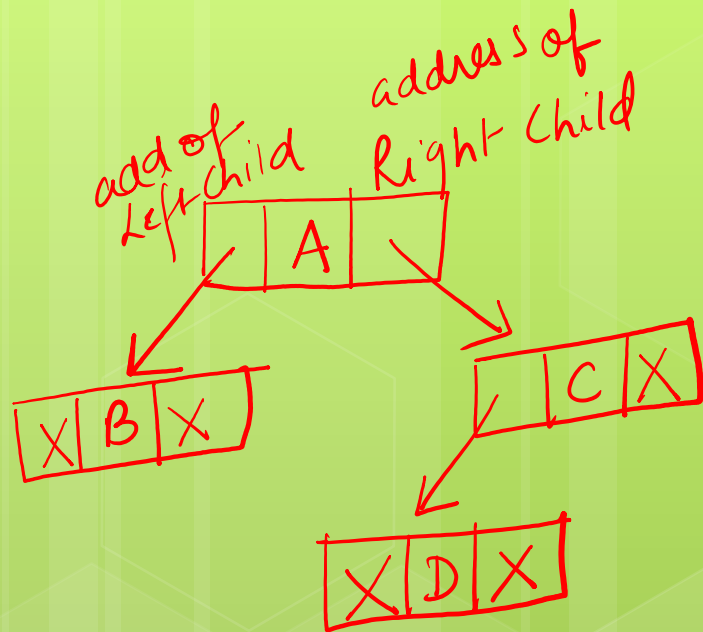 address of
Right Child
add of
Left Child
A
X B X
C X
X D X